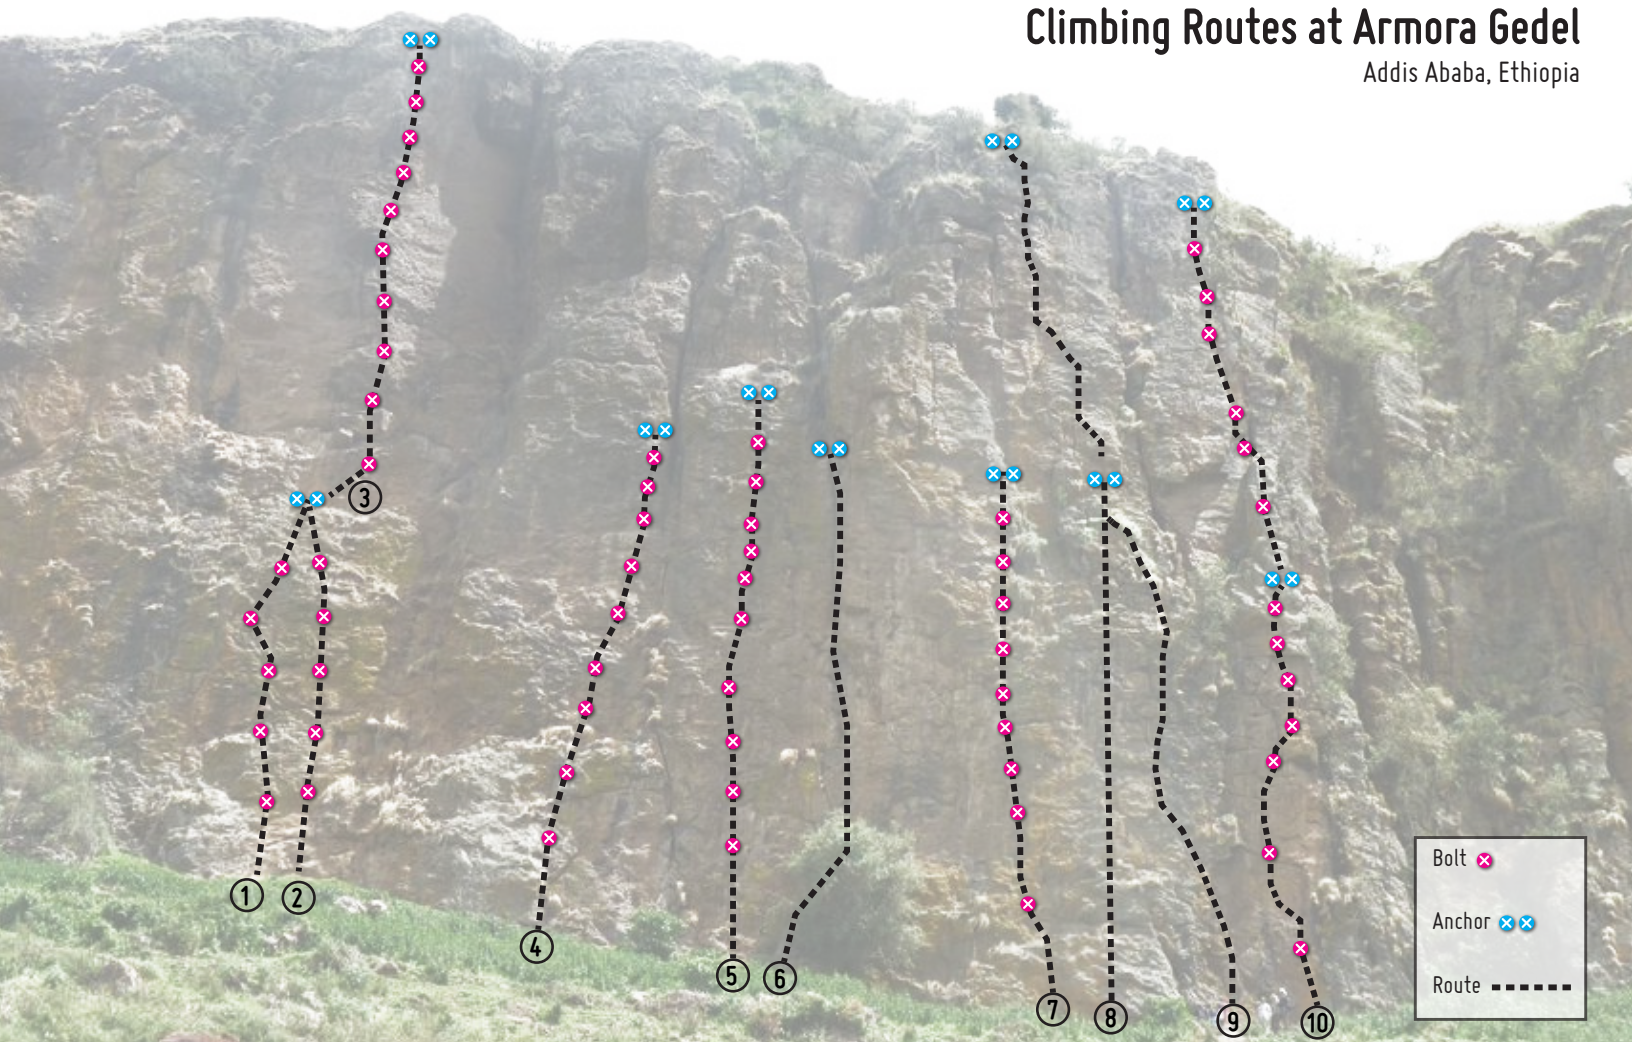 Climbing Routes at Armora Gedel
Addis Ababa, Ethiopia
3
1
2
4
5
6
7
8
9
10
Bolt
Anchor
Route